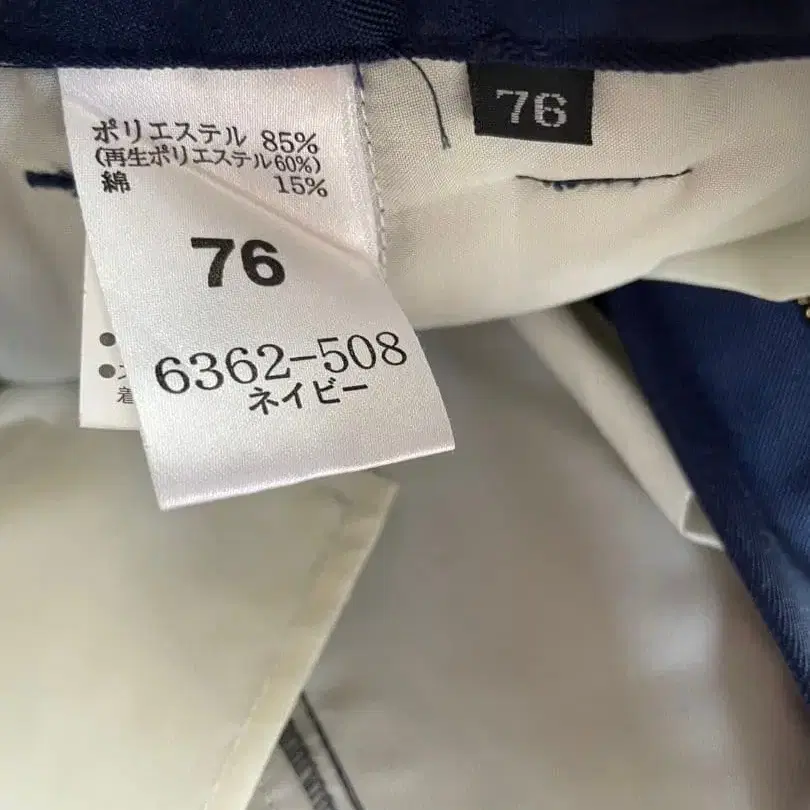 ポリエステル 85%
(再生ポリエステル60%)
綿 15%
76
6362-508
ネイビー
76
着